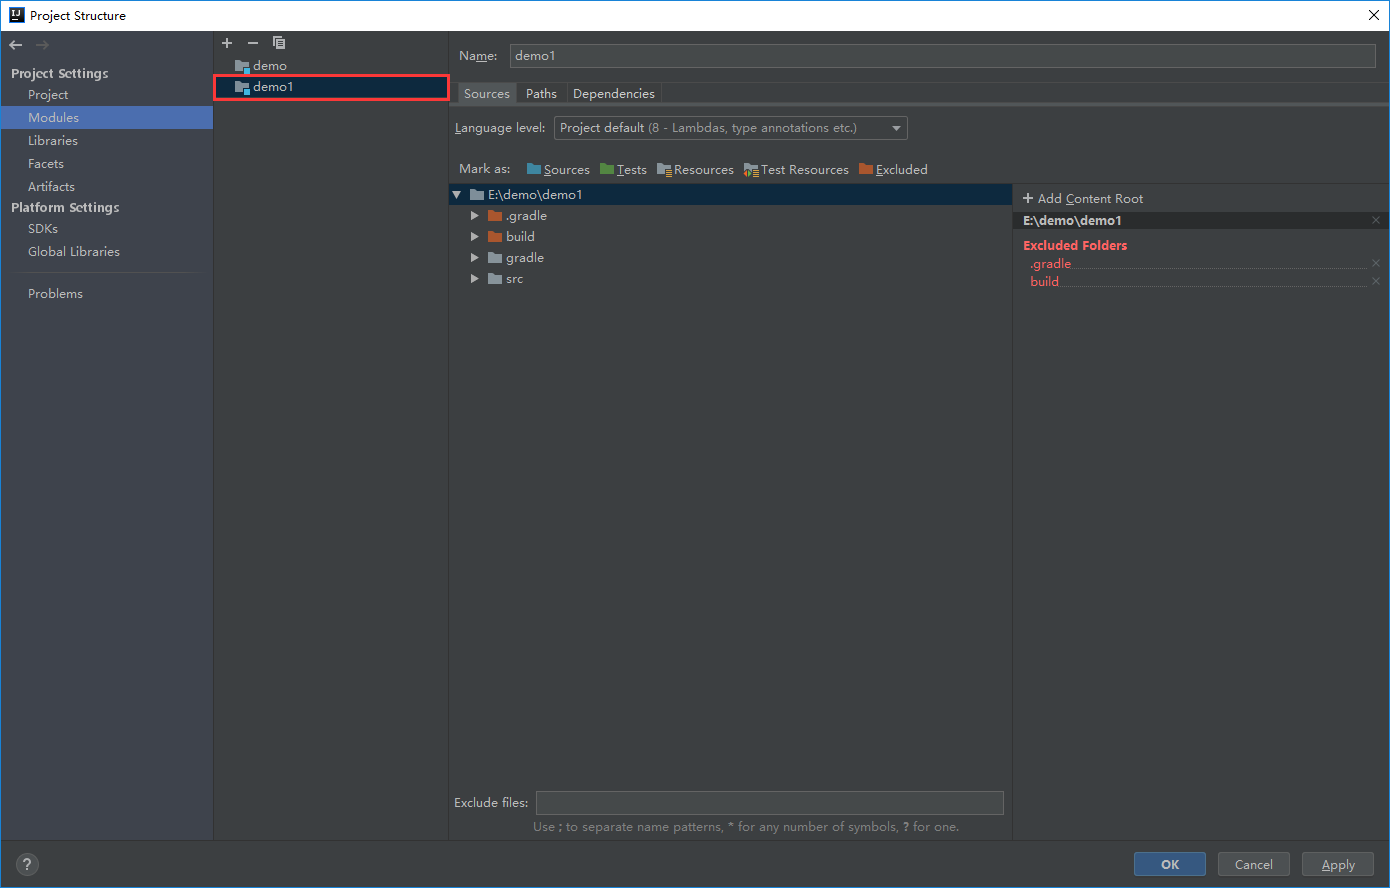 Project Structure
Project Settings
Project
Modules
Libraries
Facets
Artifacts
Platform Settings
SDKs
Global Libraries
Problems
demo
demo1
Name: demo1
Sources Paths Dependencies
Language level: Project default (8 - Lambdas, type annotations etc.)
Mark as: Sources Tests Resources Test Resources Excluded
E:\demo\demo1
.gradle
build
gradle
src
+ Add Content Root
E:\demo\demo1
Excluded Folders
.gradle
build
Exclude files:
Use ; to separate name patterns, * for any number of symbols, ? for one.
? OK Cancel Apply